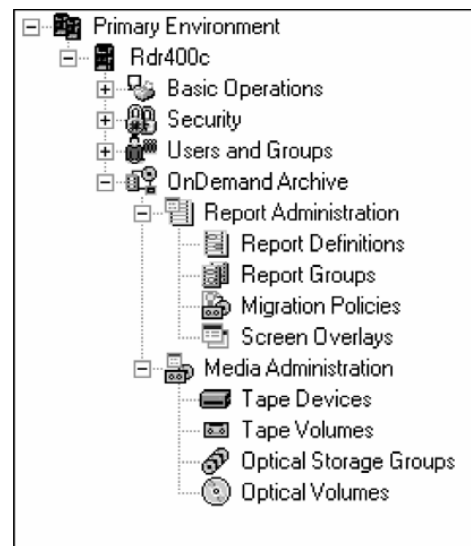 Primary Environment
Rdr400c
Basic Operations
Security
Users and Groups
OnDemand Archive
Report Administration
Report Definitions
Report Groups
Migration Policies
Screen Overlays
Media Administration
Tape Devices
Tape Volumes
Optical Storage Groups
Optical Volumes